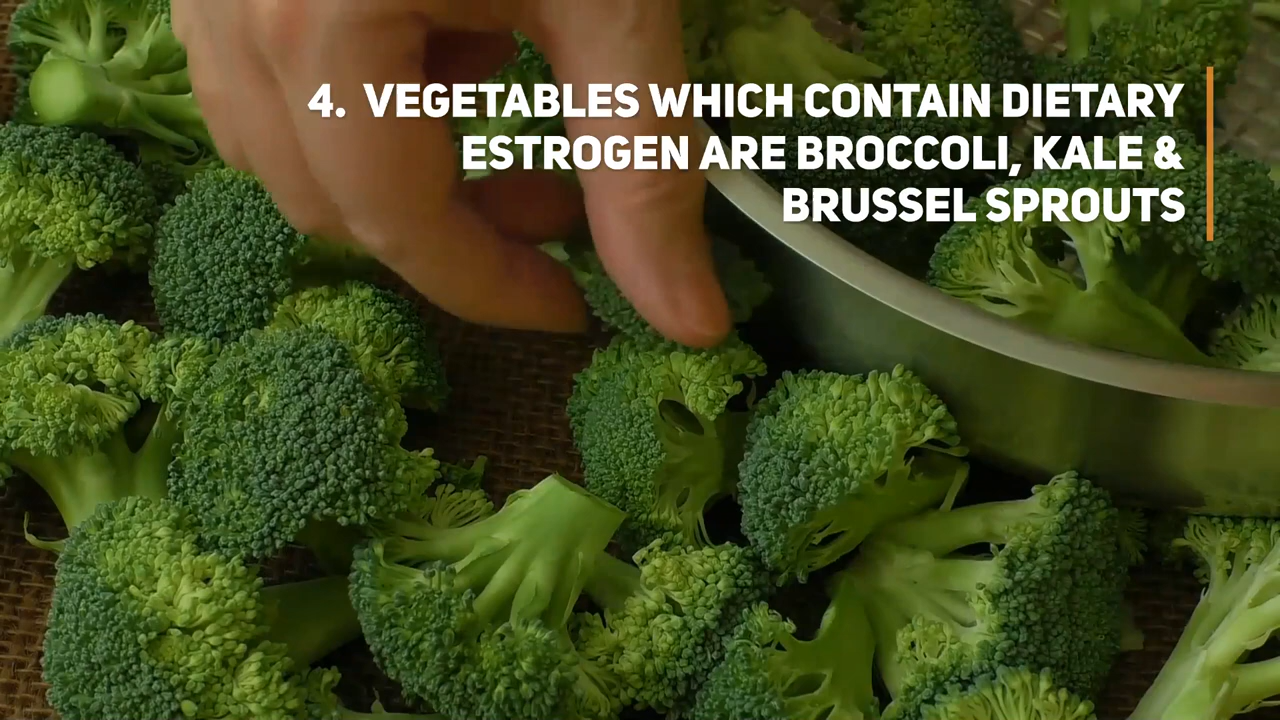 4. VEGETABLES WHICH CONTAIN DIETARY
ESTROGEN ARE BROCCOLI, KALE &
BRUSSEL SPROUTS